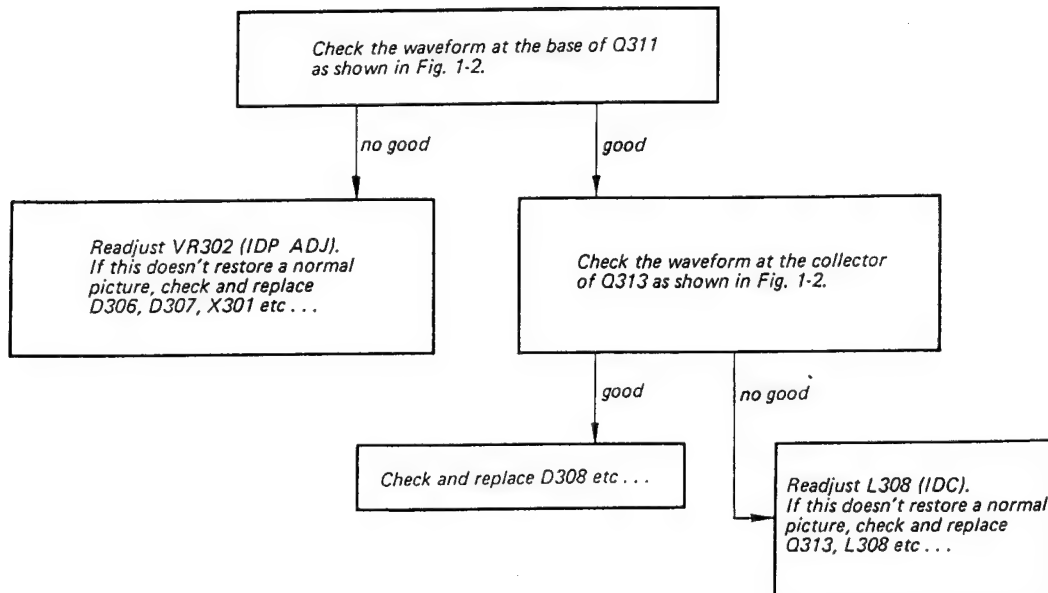 Check the waveform at the base of Q311
as shown in Fig. 1-2.
no good
good
Readjust VR302 (IDP ADJ).
If this doesn't restore a normal
picture, check and replace
D306, D307, X301 etc . . .
Check the waveform at the collector
of Q313 as shown in Fig. 1-2.
good
no good
Check and replace D308 etc . . .
Readjust L308 (IDC).
If this doesn't restore a normal
picture, check and replace
Q313, L308 etc . . .